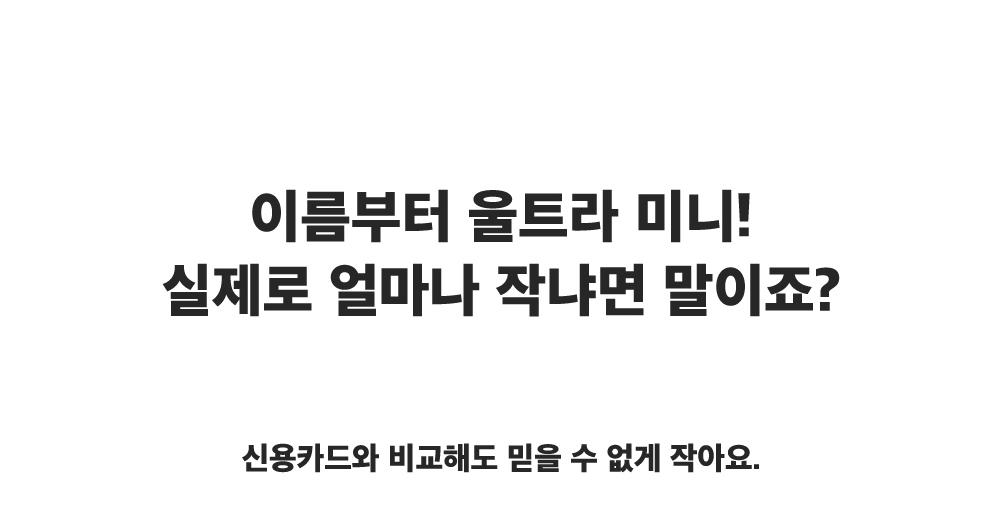 이름부터 울트라 미니!
실제로 얼마나 작냐면 말이죠?
신용카드와 비교해도 믿을 수 없게 작아요.